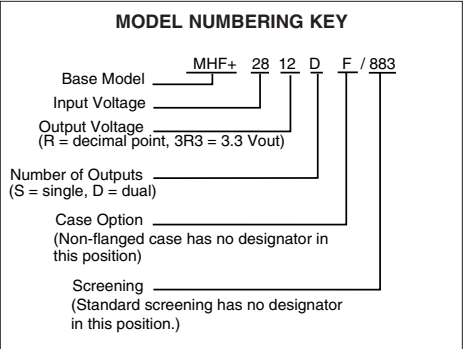 MODEL NUMBERING KEY
MHF+ 28 12 D F / 883
Base Model
Input Voltage
Output Voltage
(R = decimal point, 3R3 = 3.3 Vout)
Number of Outputs
(S = single, D = dual)
Case Option
(Non-flanged case has no designator in
this position)
Screening
(Standard screening has no designator
in this position.)